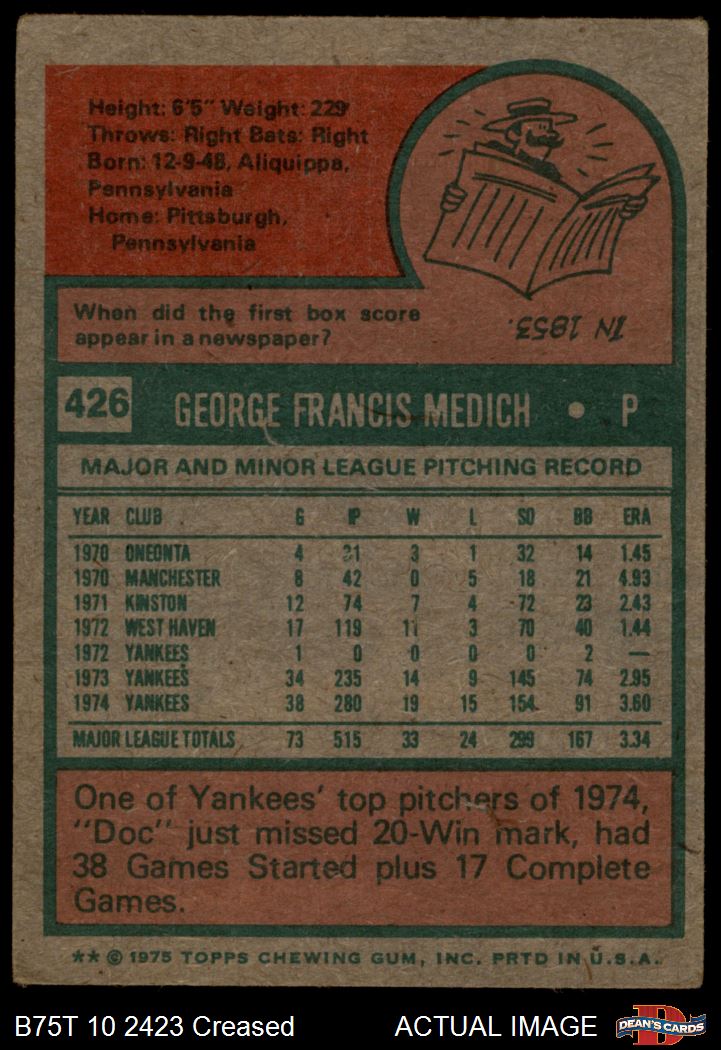 Height: 6'5" Weight: 229
Throws: Right Bats: Right
Born: 12-9-48, Aliquippa,
Pennsylvania
Home: Pittsburgh,
Pennsylvania
When did the first box score
appear in a newspaper?
IN 1853.
426 GEORGE FRANCIS MEDICH • P
MAJOR AND MINOR LEAGUE PITCHING RECORD
YEAR CLUB G IP W L SO BB ERA
1970 ONEONTA 4 31 3 1 32 14 1.45
1970 MANCHESTER 8 42 0 5 18 21 4.93
1971 KINSTON 12 74 7 4 72 23 2.43
1972 WEST HAVEN 17 119 11 3 70 40 1.44
1972 YANKEES 1 0 0 0 0 2 —
1973 YANKEES 34 235 14 9 145 74 2.95
1974 YANKEES 38 280 19 15 154 91 3.60
MAJOR LEAGUE TOTALS 73 515 33 24 299 167 3.34
One of Yankees' top pitchers of 1974,
"Doc" just missed 20-Win mark, had
38 Games Started plus 17 Complete
Games.
** © 1975 TOPPS CHEWING GUM, INC. PRTD IN U.S.A.
B75T 10 2423 Creased ACTUAL IMAGE
D
DEAN'S CARDS